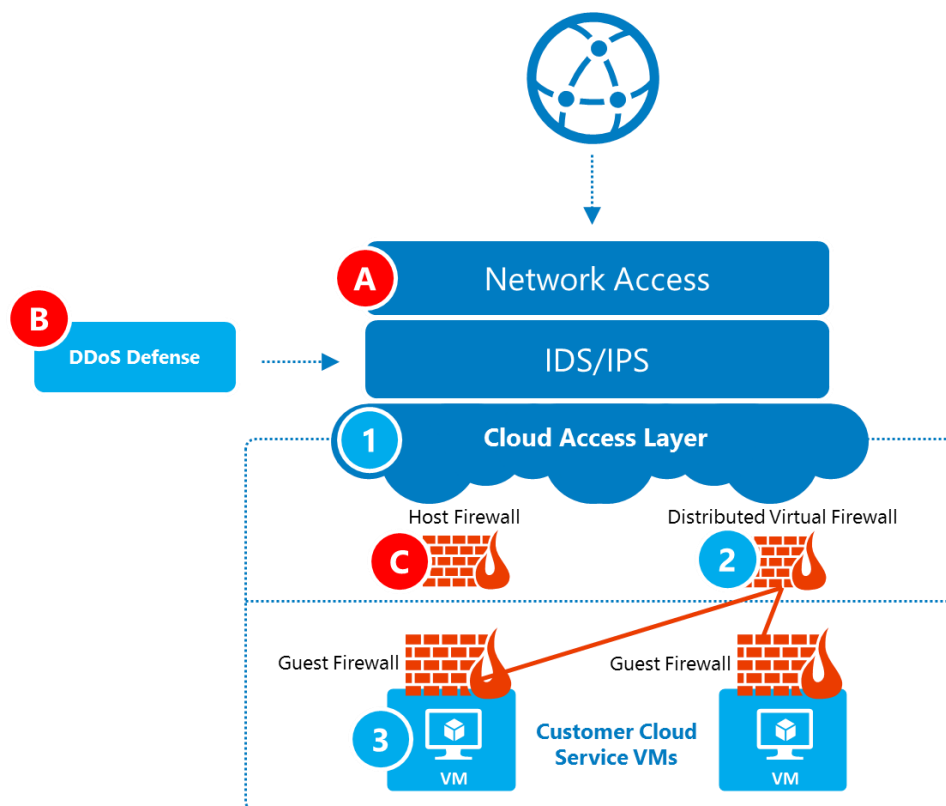 A
Network Access
B
DDoS Defense
IDS/IPS
1
Cloud Access Layer
Host Firewall
Distributed Virtual Firewall
C
2
Guest Firewall
Guest Firewall
3
Customer Cloud
Service VMs
VM
VM